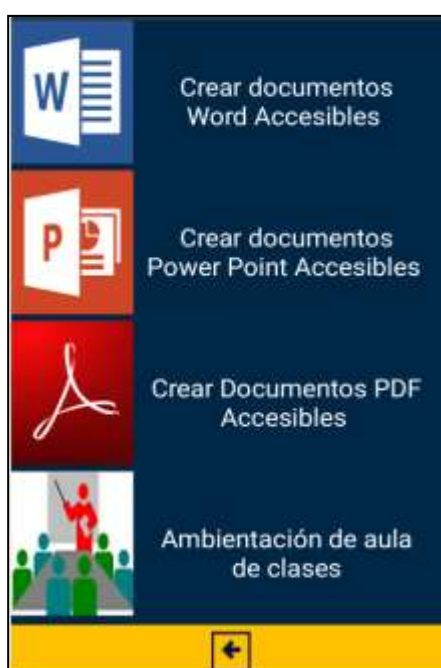 W
Crear documentos
Word Accesibles
P
Crear documentos
Power Point Accesibles
Crear Documentos PDF
Accesibles
Ambientación de aula
de clases